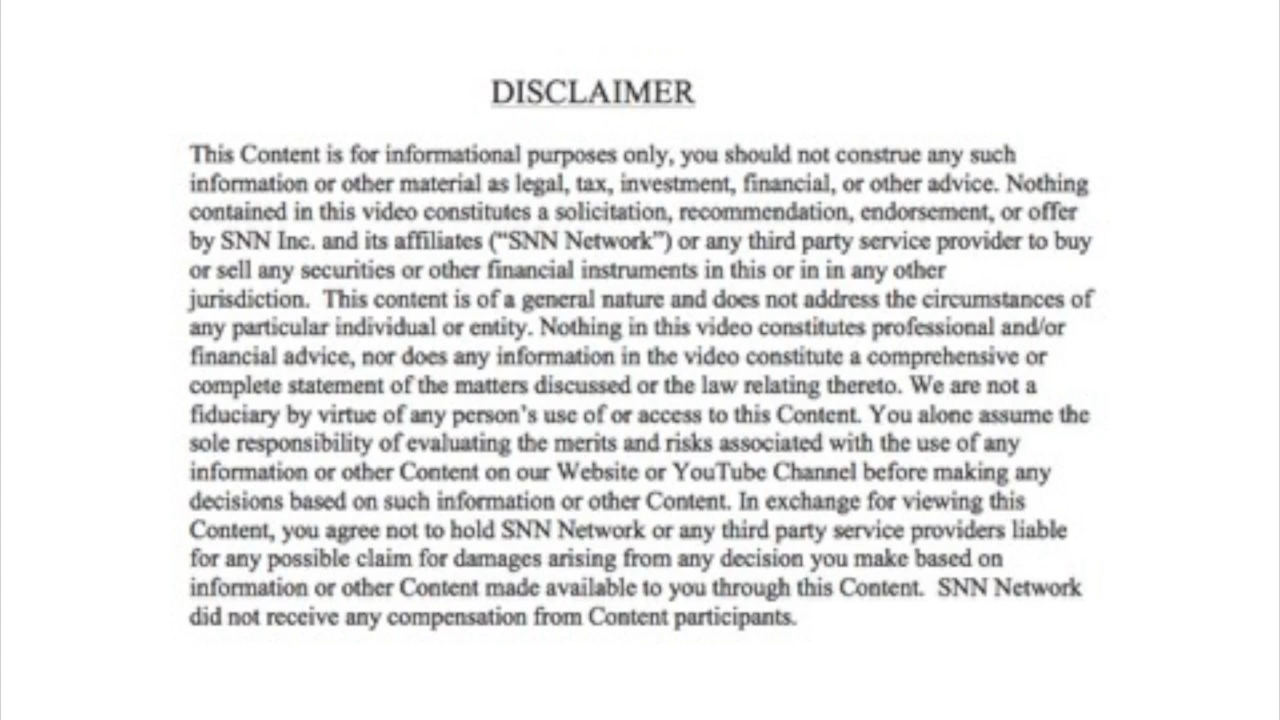 DISCLAIMER
This Content is for informational purposes only, you should not construe any such
information or other material as legal, tax, investment, financial, or other advice. Nothing
contained in this video constitutes a solicitation, recommendation, endorsement, or offer
by SNN Inc. and its affiliates (“SNN Network”) or any third party service provider to buy
or sell any securities or other financial instruments in this or in in any other
jurisdiction.  This content is of a general nature and does not address the circumstances of
any particular individual or entity. Nothing in this video constitutes professional and/or
financial advice, nor does any information in the video constitute a comprehensive or
complete statement of the matters discussed or the law relating thereto. We are not a
fiduciary by virtue of any person’s use of or access to this Content. You alone assume the
sole responsibility of evaluating the merits and risks associated with the use of any
information or other Content on our Website or YouTube Channel before making any
decisions based on such information or other Content. In exchange for viewing this
Content, you agree not to hold SNN Network or any third party service providers liable
for any possible claim for damages arising from any decision you make based on
information or other Content made available to you through this Content.  SNN Network
did not receive any compensation from Content participants.